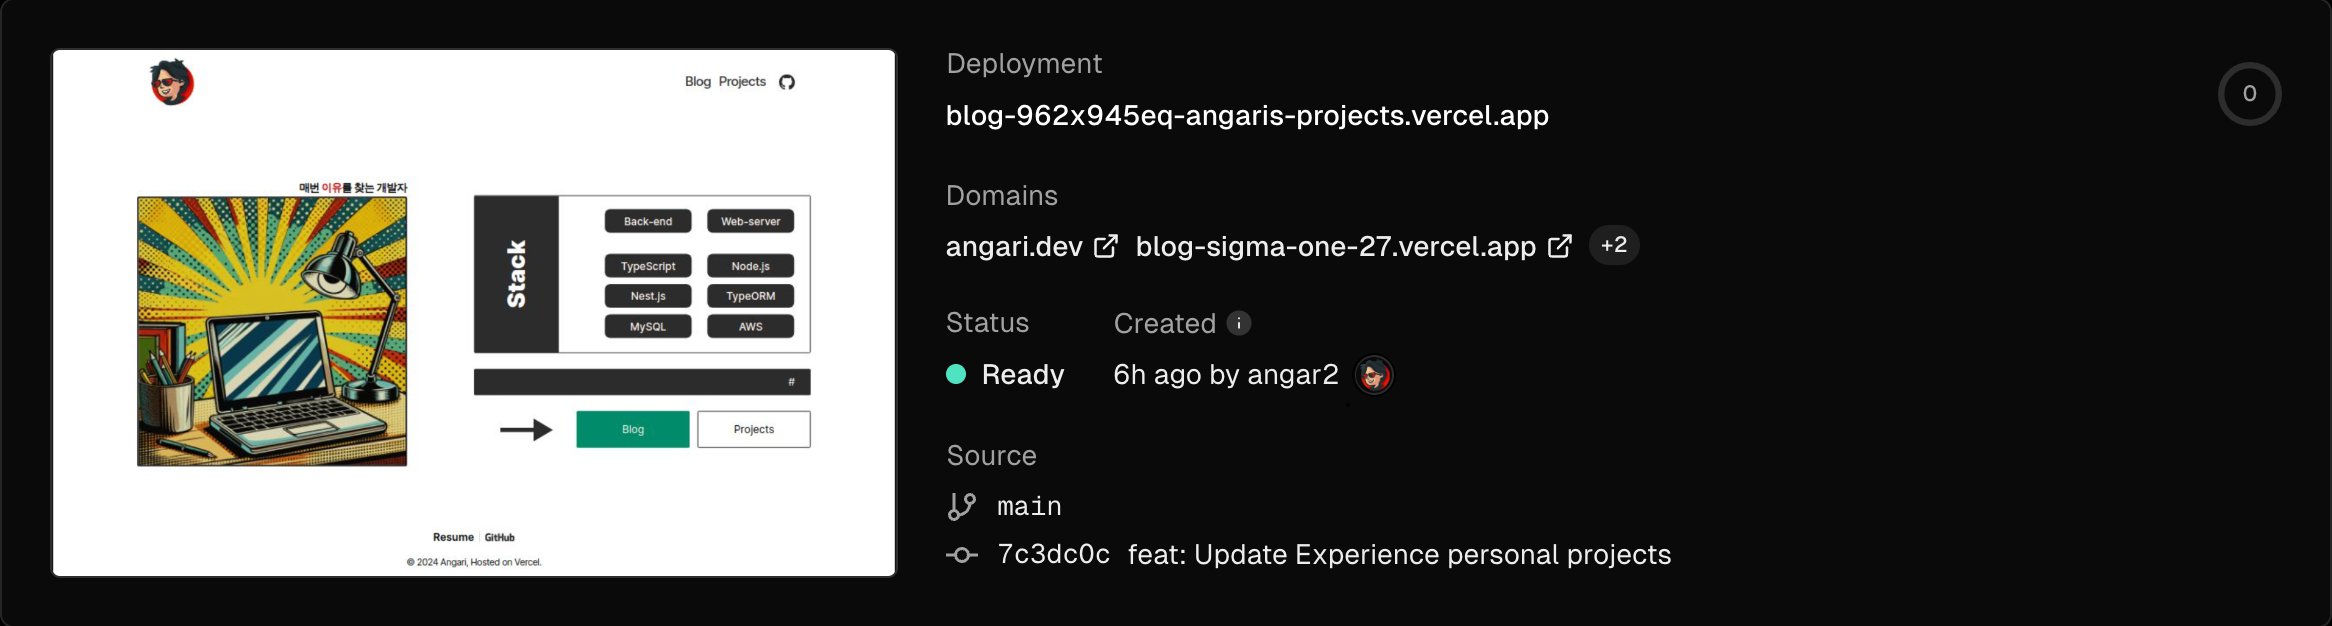 Blog Projects
매번 이유를 찾는 개발자
Stack
Back-end Web-server
TypeScript Node.js
Nest.js TypeORM
MySQL AWS
#
Blog Projects
Resume GitHub
© 2024 Angari, Hosted on Vercel.
Deployment
0
blog-962x945eq-angaris-projects.vercel.app
Domains
angari.dev blog-sigma-one-27.vercel.app +2
Status Created
Ready 6h ago by angar2
Source
main
7c3dc0c feat: Update Experience personal projects